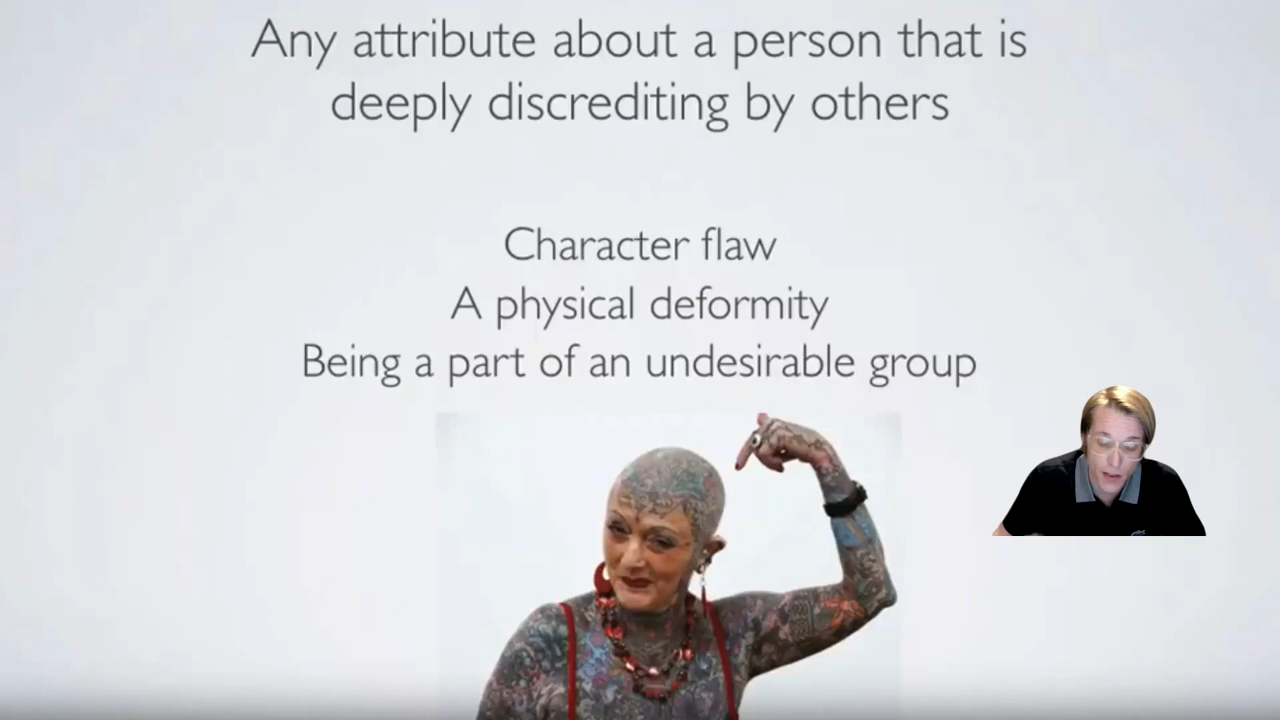 Any attribute about a person that is
deeply discrediting by others
Character flaw
A physical deformity
Being a part of an undesirable group